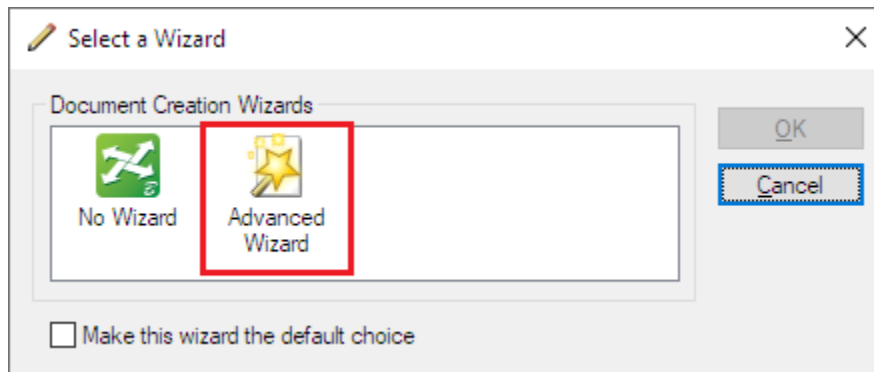 Select a Wizard
Document Creation Wizards
No Wizard
Advanced
Wizard
OK
Cancel
Make this wizard the default choice